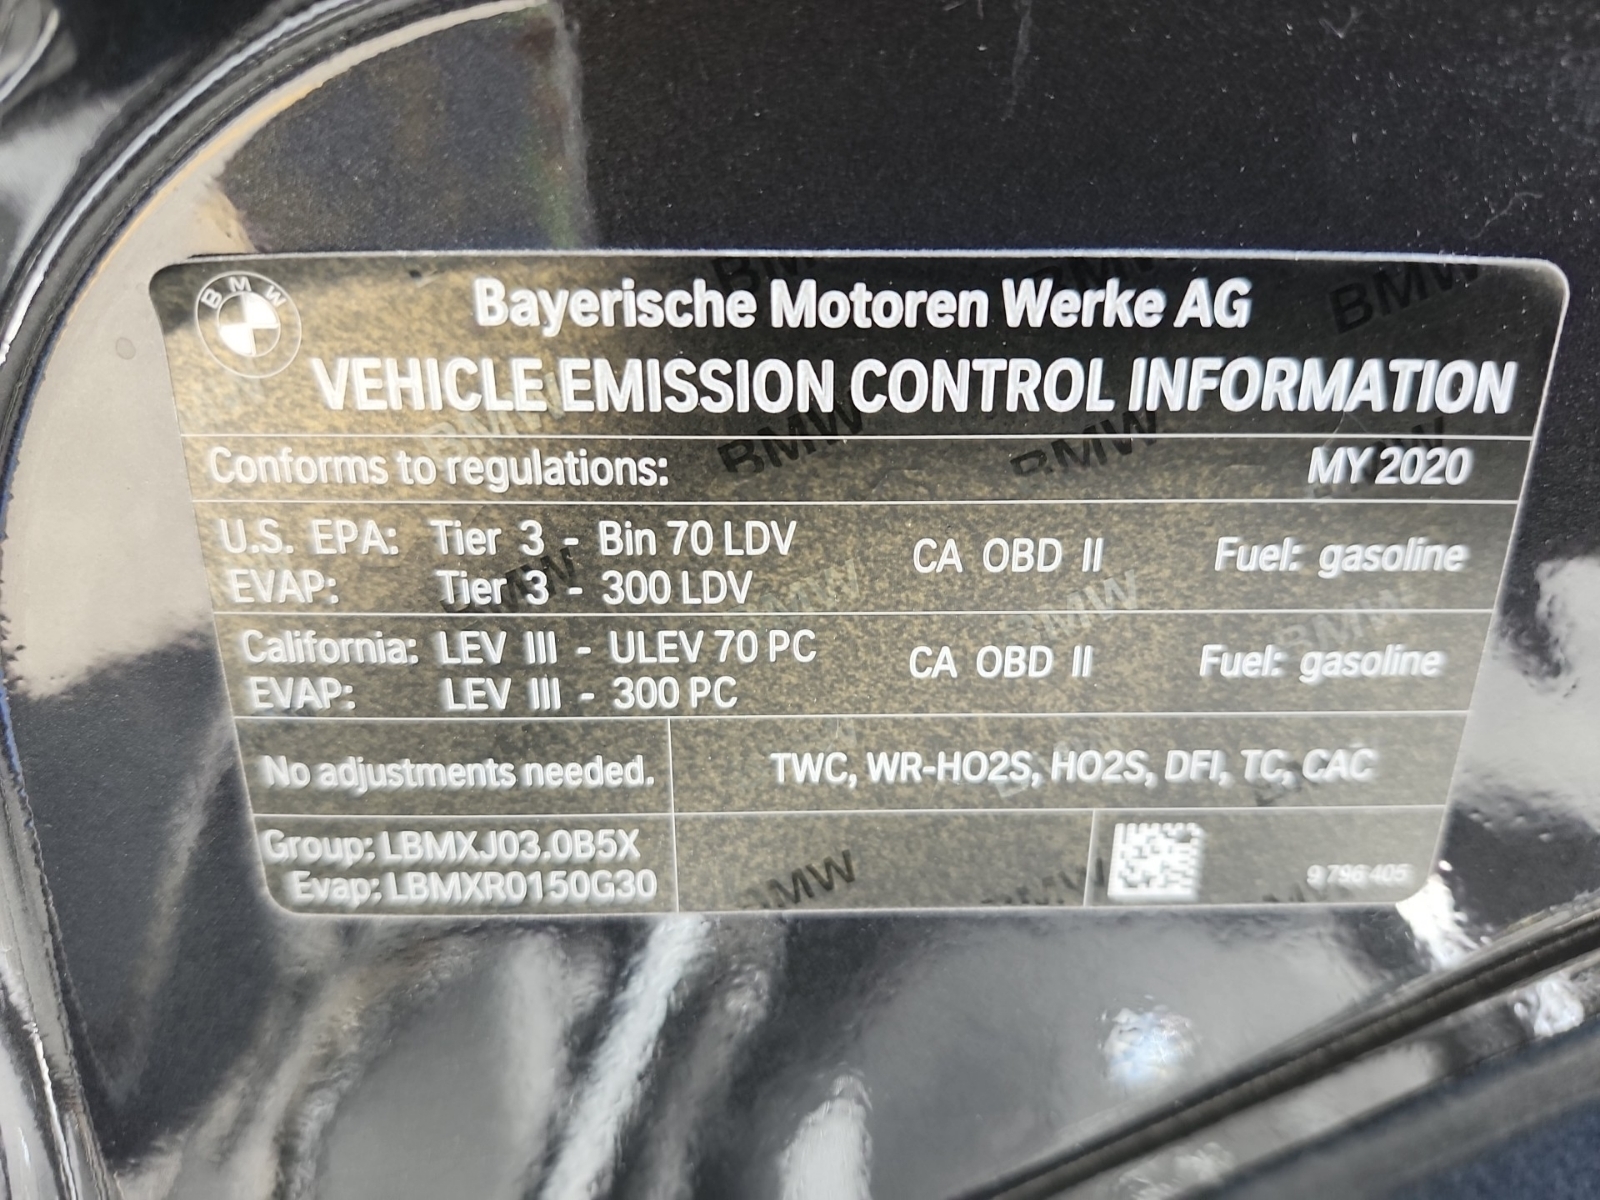 BMW
Bayerische Motoren Werke AG
VEHICLE EMISSION CONTROL INFORMATION
Conforms to regulations: MY 2020
U.S. EPA: Tier 3 - Bin 70 LDV CA OBD II Fuel: gasoline
EVAP: Tier 3 - 300 LDV
California: LEV III - ULEV 70 PC CA OBD II Fuel: gasoline
EVAP: LEV III - 300 PC
No adjustments needed. TWC, WR-HO2S, HO2S, DFI, TC, CAC
Group: LBMXJ03.0B5X
Evap: LBMXR0150G30
9 796 405